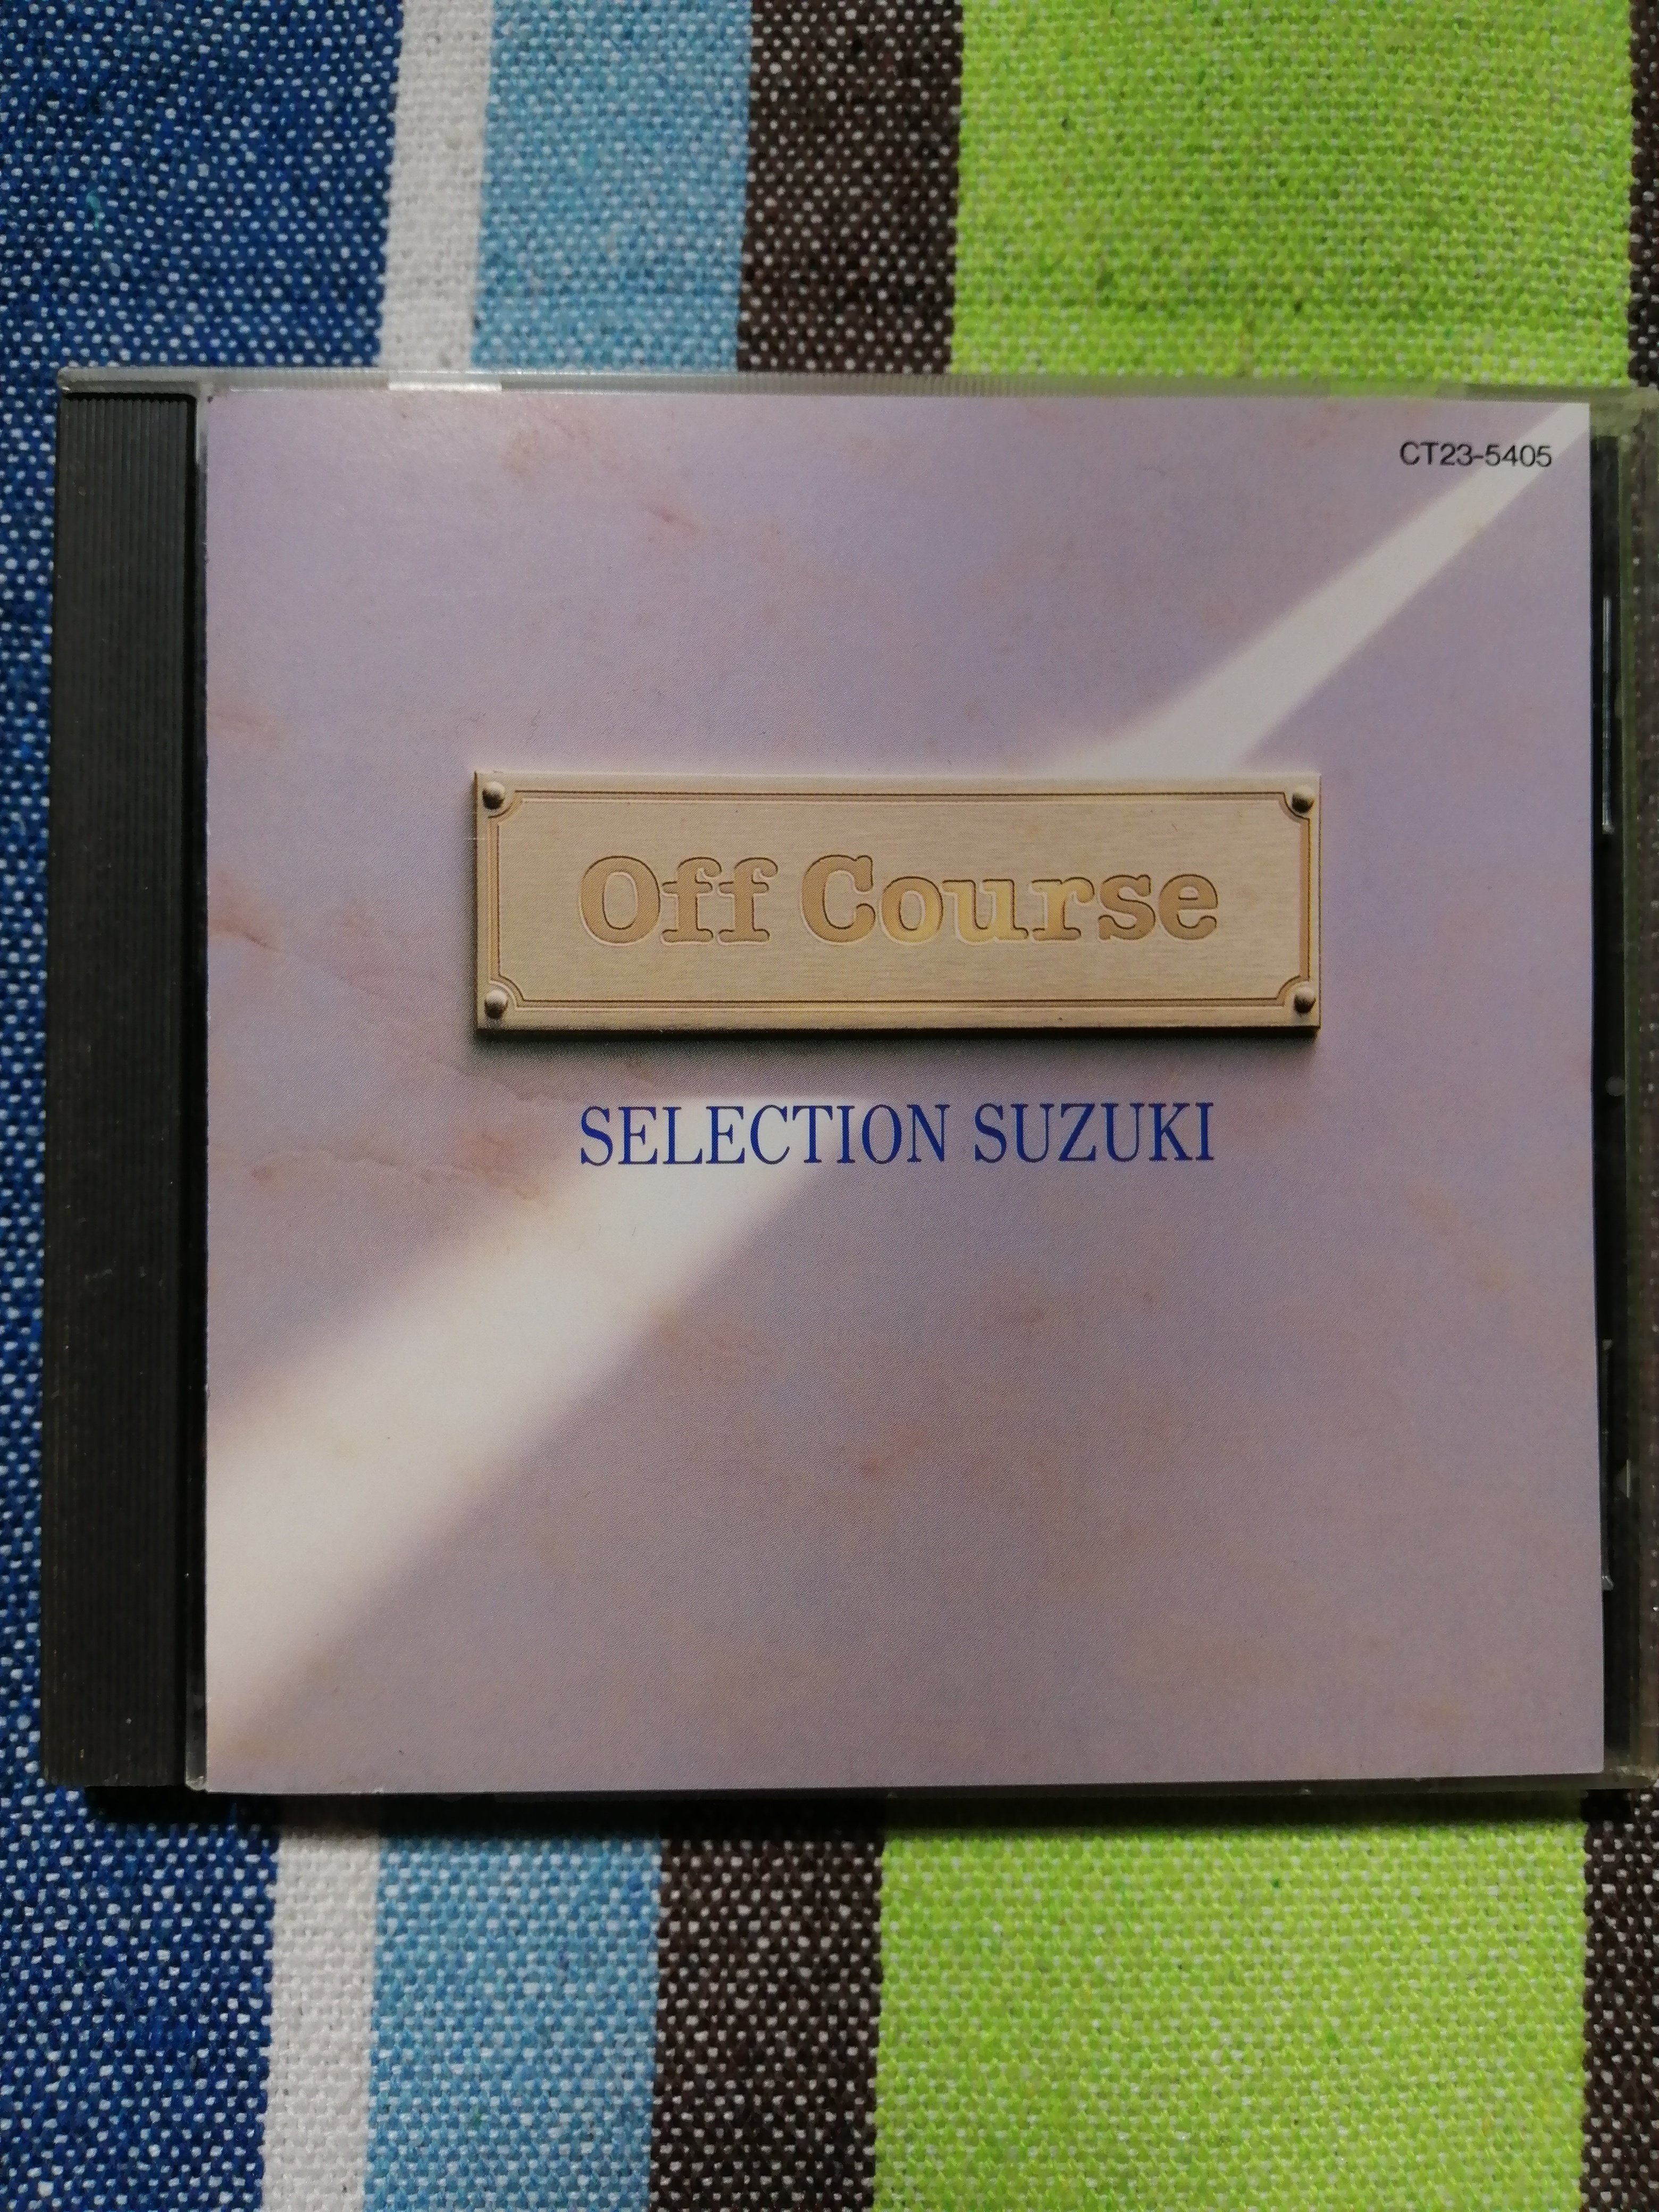 CT23-5405
Off Course
SELECTION SUZUKI